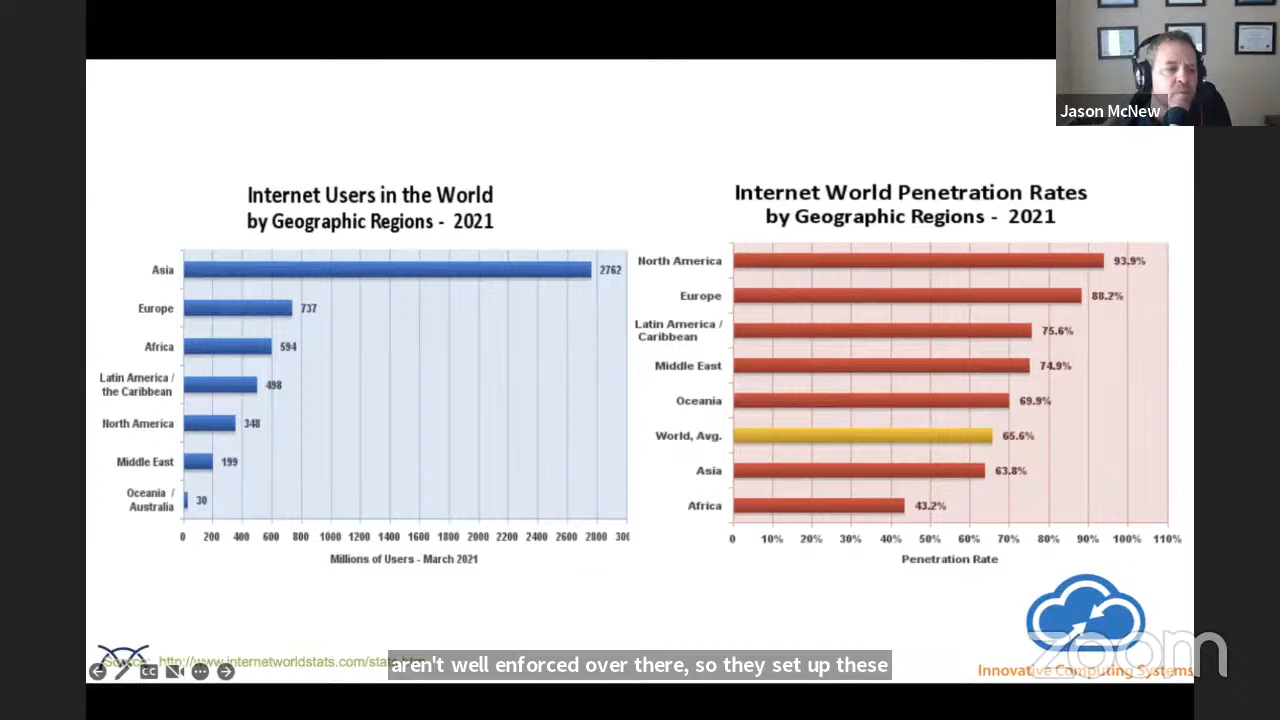 Jason McNew
Internet Users in the World
by Geographic Regions - 2021
Asia
2762
Europe
737
Africa
594
Latin America /
the Caribbean
498
North America
348
Middle East
199
Oceania /
Australia
30
0 200 400 600 800 1000 1200 1400 1600 1800 2000 2200 2400 2600 2800
Millions of Users - March 2021
Internet World Penetration Rates
by Geographic Regions - 2021
North America
93.9%
Europe
88.2%
Latin America /
Caribbean
75.6%
Middle East
74.9%
Oceania
69.9%
World, Avg.
65.6%
Asia
63.8%
Africa
43.2%
0 10% 20% 30% 40% 50% 60% 70% 80% 90% 100% 110%
Penetration Rate
Source: http://www.internetworldstats.com/
CC
aren't well enforced over there, so they set up these
zoom
Innovative Computing Systems